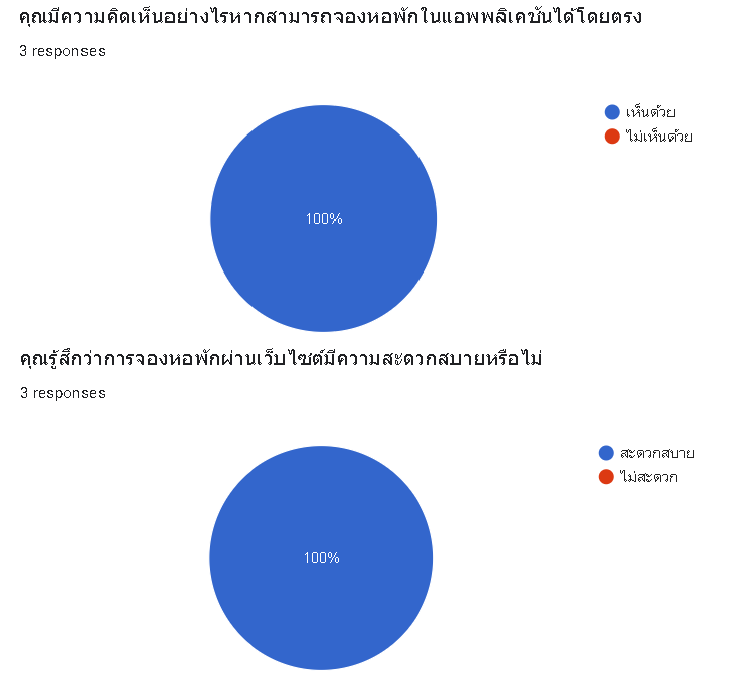 คุณมีความคิดเห็นอย่างไรหากสามารถจองหอพักในแอพพลิเคชันได้โดยตรง
3 responses
เห็นด้วย
ไม่เห็นด้วย
100%
คุณรู้สึกว่าการจองหอพักผ่านเว็บไซต์มีความสะดวกสบายหรือไม่
3 responses
สะดวกสบาย
ไม่สะดวก
100%